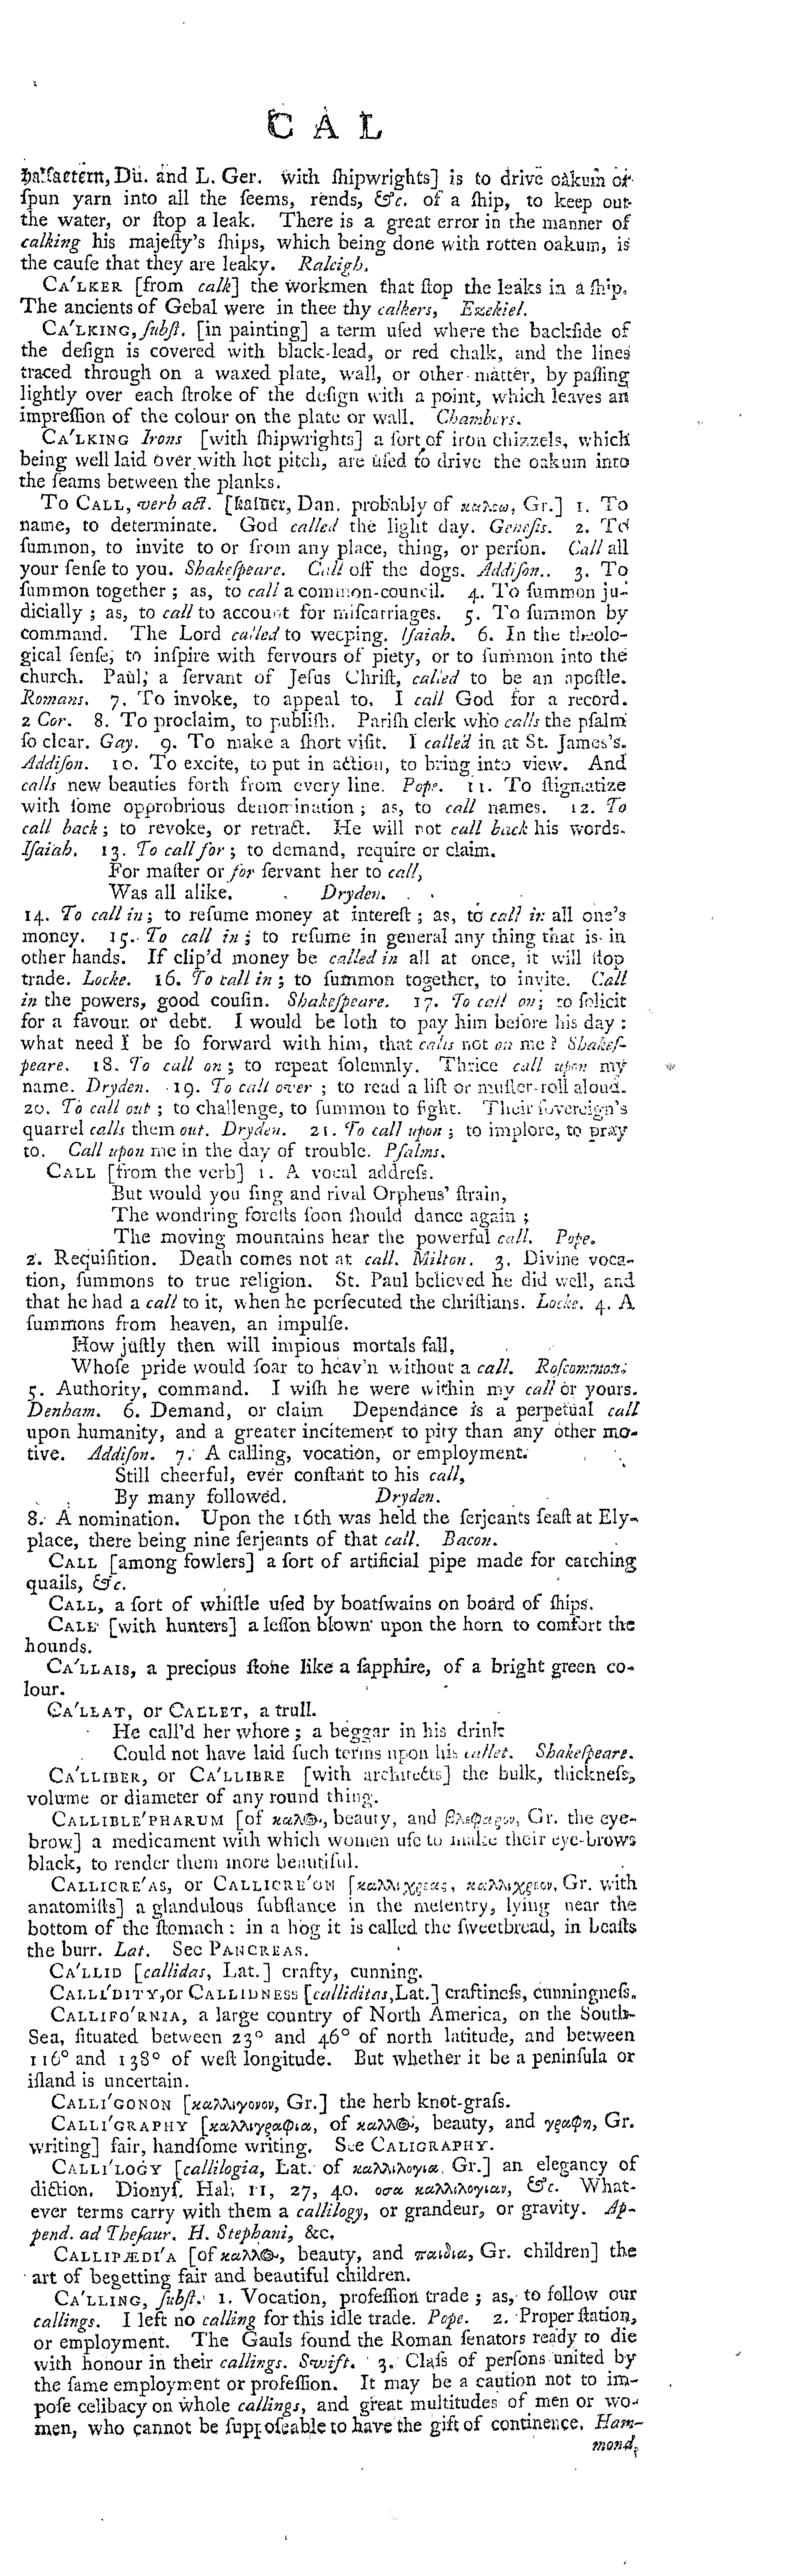 C A L
halfaetern, Du. and L. Ger. with ſhipwrights] is to drive oakum or
ſpun yarn into all the ſeems, rends, &c. of a ſhip, to keep out
the water, or ſtop a leak. There is a great error in the manner of
calking his majeſty's ſhips, which being done with rotten oakum, is
the cauſe that they are leaky. Raleigh.
CA'LKER [from calk] the workmen that ſtop the leaks in a ſhip.
The ancients of Gebal were in thee thy calkers, Ezekiel.
CA'LKING, ſubſt. [in painting] a term uſed where the backſide of
the deſign is covered with black-lead, or red chalk, and the lines
traced through on a waxed plate, wall, or other matter, by paſſing
lightly over each ſtroke of the deſign with a point, which leaves an
impreſſion of the colour on the plate or wall. Chambers.
CA'LKING Irons [with ſhipwrights] a ſort of iron chizzels, which
being well laid over with hot pitch, are uſed to drive the oakum into
the ſeams between the planks.
To CALL, verb act. [kalder, Dan. probably of καλεω, Gr.] 1. To
name, to determinate. God called the light day. Geneſis. 2. To
ſummon, to invite to or from any place, thing, or perſon. Call all
your ſenſe to you. Shakeſpeare. Call off the dogs. Addiſon.. 3. To
ſummon together; as, to call a common-council. 4. To ſummon ju-
dicially; as, to call to account for miſcarriages. 5. To ſummon by
command. The Lord called to weeping. Iſaiah. 6. In the theolo-
gical ſenſe, to inſpire with fervours of piety, or to ſummon into the
church. Paul, a ſervant of Jeſus Chriſt, called to be an apoſtle.
Romans. 7. To invoke, to appeal to. I call God for a record.
2 Cor. 8. To proclaim, to publiſh. Pariſh clerk who calls the pſalm
ſo clear. Gay. 9. To make a ſhort viſit. I called in at St. James's.
Addiſon. 10. To excite, to put in action, to bring into view. And
calls new beauties forth from every line. Pope. 11. To ſtigmatize
with ſome opprobrious denomination; as, to call names. 12. To
call back; to revoke, or retract. He will not call back his words.
Iſaiah. 13. To call for; to demand, require or claim.
For maſter or for ſervant her to call,
Was all alike. Dryden.
14. To call in; to reſume money at intereſt; as, to call in all one's
money. 15. To call in; to reſume in general any thing that is in
other hands. If clip'd money be called in all at once, it will ſtop
trade. Locke. 16. To call in; to ſummon together, to invite. Call
in the powers, good couſin. Shakeſpeare. 17. To call on; to ſolicit
for a favour or debt. I would be loth to pay him before his day:
what need I be ſo forward with him, that calls not on me? Shakeſ-
peare. 18. To call on; to repeat ſolemnly. Thrice call upon my
name. Dryden. 19. To call over; to read a liſt or muſter-roll aloud.
20. To call out; to challenge, to ſummon to fight. Their ſovereign's
quarrel calls them out. Dryden. 21. To call upon; to implore, to pray
to. Call upon me in the day of trouble. Pſalms.
CALL [from the verb] 1. A vocal addreſs.
But would you ſing and rival Orpheus' ſtrain,
The wondring foreſts ſoon ſhould dance again;
The moving mountains hear the powerful call. Pope.
2. Requiſition. Death comes not at call. Milton. 3. Divine voca-
tion, ſummons to true religion. St. Paul believed he did well, and
that he had a call to it, when he perſecuted the chriſtians. Locke. 4. A
ſummons from heaven, an impulſe.
How juſtly then will impious mortals fall,
Whoſe pride would ſoar to heav'n without a call. Roſcommon.
5. Authority, command. I wiſh he were within my call or yours.
Denham. 6. Demand, or claim Dependance is a perpetual call
upon humanity, and a greater incitement to pity than any other mo-
tive. Addiſon. 7. A calling, vocation, or employment.
Still cheerful, ever conſtant to his call,
By many followed. Dryden.
8. A nomination. Upon the 16th was held the ſerjeants feaſt at Ely-
place, there being nine ſerjeants of that call. Bacon.
CALL [among fowlers] a ſort of artificial pipe made for catching
quails, &c.
CALL, a ſort of whiſtle uſed by boatſwains on board of ſhips.
CALL [with hunters] a leſſon blown upon the horn to comfort the
hounds.
CA'LLAIS, a precious ſtone like a ſapphire, of a bright green co-
lour.
CA'LLAT, or CALLET, a trull.
He call'd her whore; a beggar in his drink
Could not have laid ſuch terms upon his callet. Shakeſpeare.
CA'LLIBER, or CA'LLIBRE [with architects] the bulk, thickneſs,
volume or diameter of any round thing.
CALLIBLE'PHARUM [of καλος, beauty, and βλεφαρον, Gr. the eye-
brow] a medicament with which women uſe to make their eye-brows
black, to render them more beautiful.
CALLICRE'AS, or CALLICRE'ON [καλλιχρεας, καλλιχρεον, Gr. with
anatomiſts] a glandulous ſubſtance in the meſentry, lying near the
bottom of the ſtomach: in a hog it is called the ſweetbread, in beaſts
the burr. Lat. See PANCREAS.
CA'LLID [callidas, Lat.] crafty, cunning.
CALLI'DITY, or CALLIDNESS [calliditas, Lat.] craftineſs, cunningneſs.
CALLIFO'RNIA, a large country of North America, on the South-
Sea, ſituated between 23° and 46° of north latitude, and between
116° and 138° of weſt longitude. But whether it be a peninſula or
iſland is uncertain.
CALLI'GONON [καλλιγονον, Gr.] the herb knot-graſs.
CALLI'GRAPHY [καλλιγραφια, of καλλος, beauty, and γραφη, Gr.
writing] fair, handſome writing. See CALIGRAPHY.
CALLI'LOGY [callilogia, Lat. of καλλιλογια, Gr.] an elegancy of
diction. Dionyſ. Hal. 11, 27, 40. οσα καλλιλογιαν, &c. What-
ever terms carry with them a callilogy, or grandeur, or gravity. Ap-
pend. ad Theſaur. H. Stephani, &c.
CALLIPÆDI'A [of καλλος, beauty, and παιδια, Gr. children] the
art of begetting fair and beautiful children.
CA'LLING, ſubſt. 1. Vocation, profeſſion trade; as, to follow our
callings. I left no calling for this idle trade. Pope. 2. Proper ſtation,
or employment. The Gauls found the Roman ſenators ready to die
with honour in their callings. Swift. 3. Claſs of perſons united by
the ſame employment or profeſſion. It may be a caution not to im-
poſe celibacy on whole callings, and great multitudes of men or wo-
men, who cannot be ſuppoſeable to have the gift of continence. Ham-
mond.